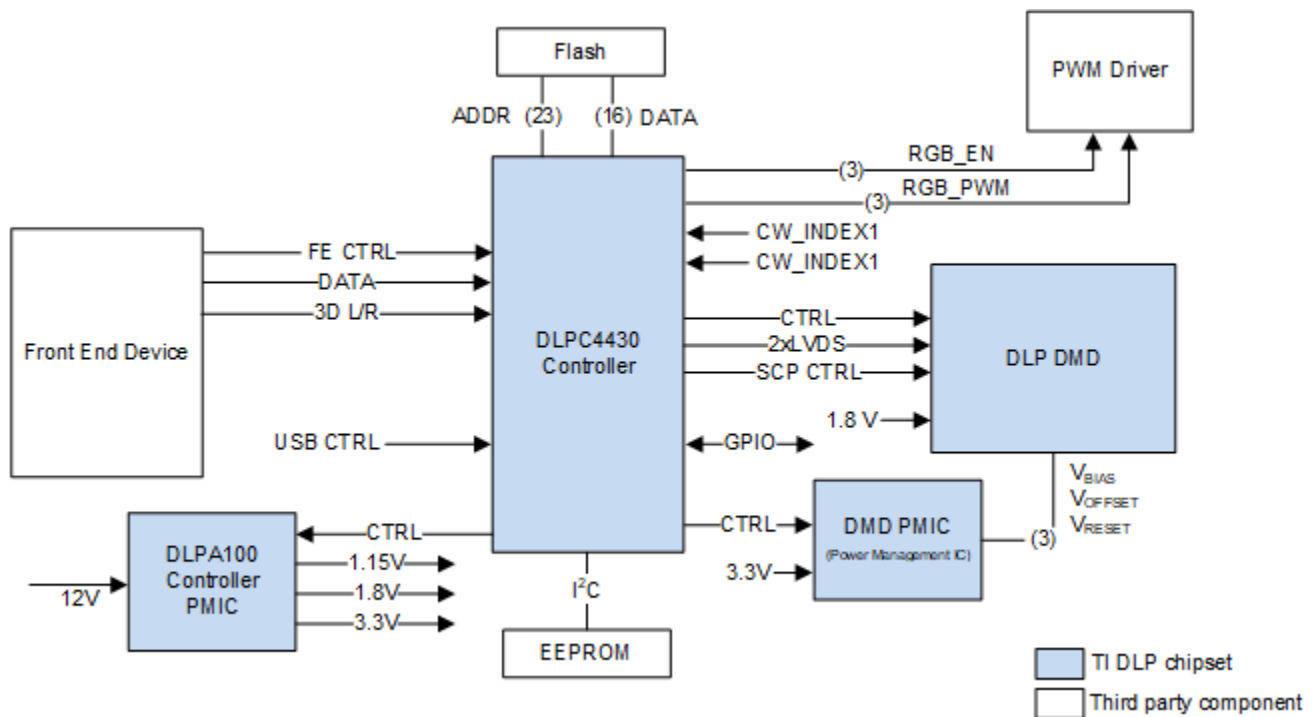 Flash
PWM Driver
ADDR (23) (16) DATA
RGB_EN
(3)
RGB_PWM
(3)
FE CTRL
DATA
3D L/R
CW_INDEX1
CW_INDEX1
Front End Device
DLPC4430
Controller
CTRL
2xLVDS
SCP CTRL
DLP DMD
1.8 V
USB CTRL
GPIO
V_BIAS
V_OFFSET
V_RESET
(3)
CTRL
DMD PMIC
(Power Management IC)
3.3V
DLPA100
Controller
PMIC
CTRL
1.15V
1.8V
3.3V
12V
I²C
EEPROM
TI DLP chipset
Third party component